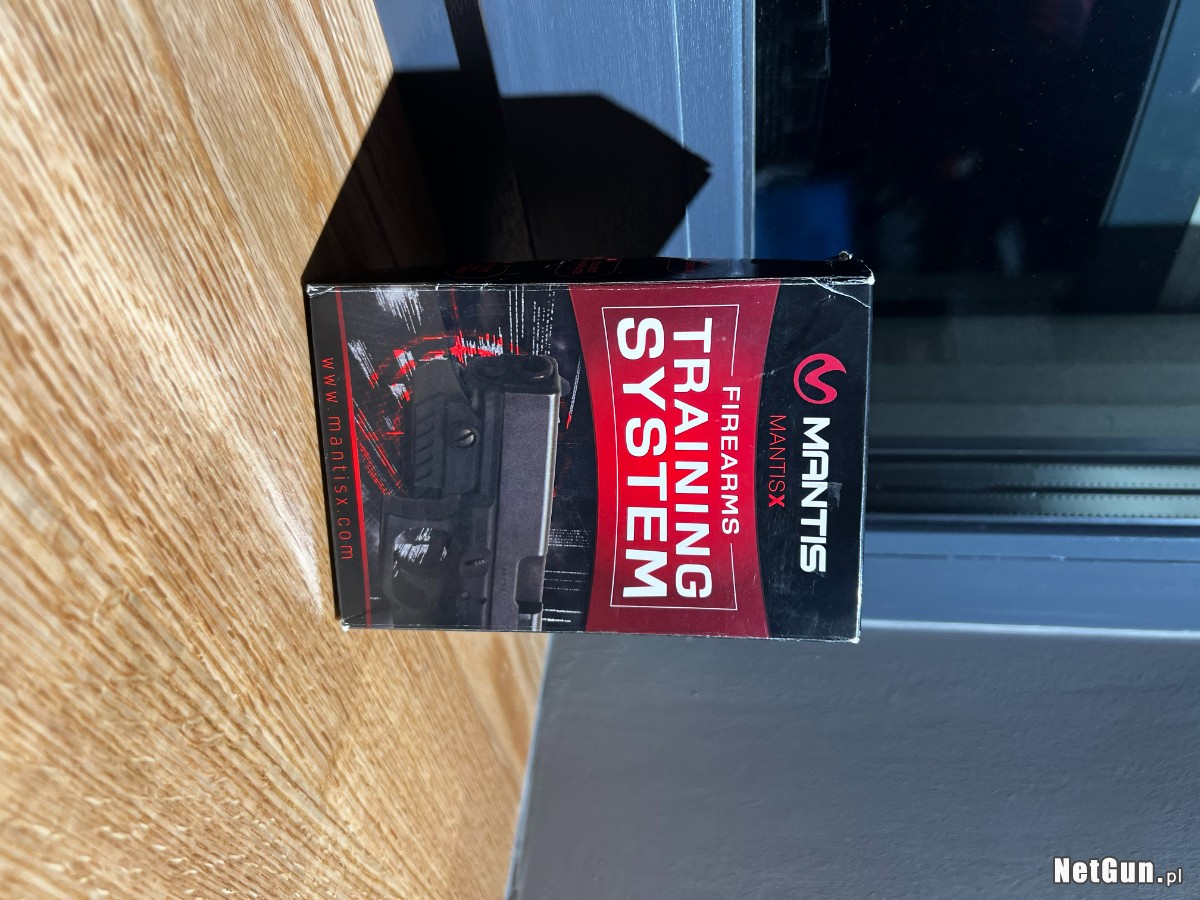 MANTIS
MANTISX
FIREARMS
TRAINING
SYSTEM
www.mantisx.com
NetGun.pl